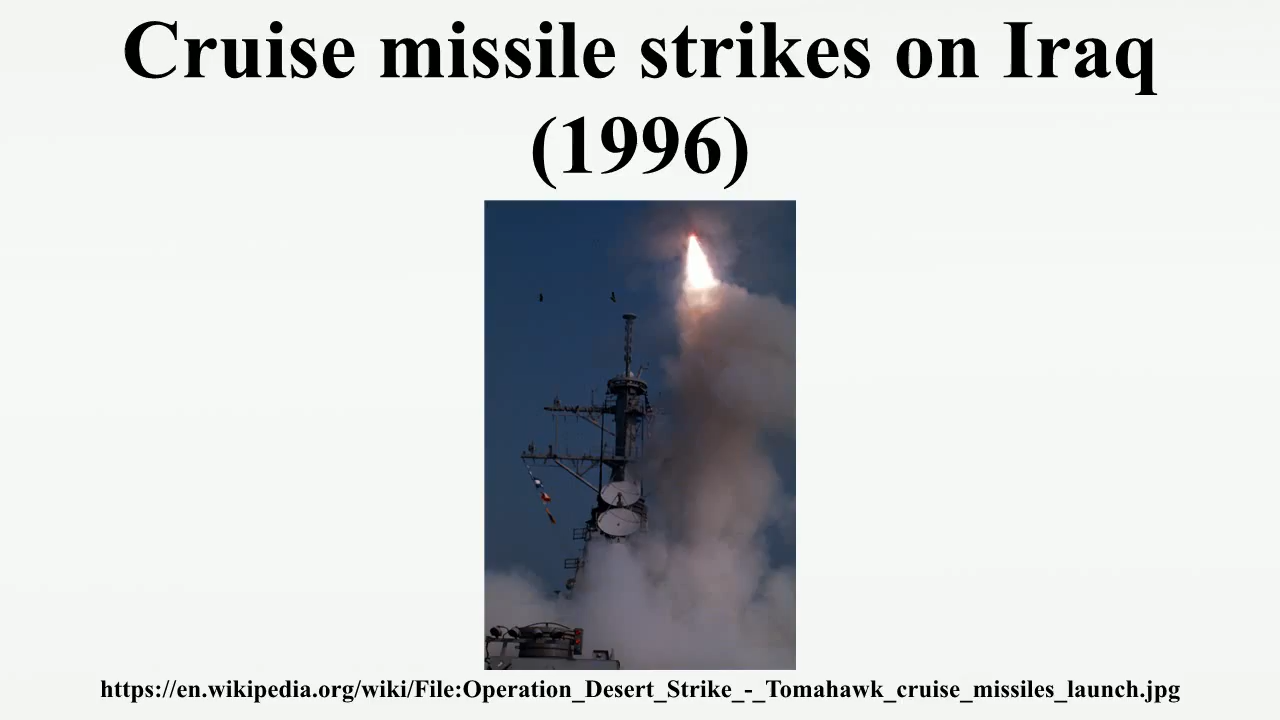 Cruise missile strikes on Iraq
(1996)
https://en.wikipedia.org/wiki/File:Operation_Desert_Strike_-_Tomahawk_cruise_missiles_launch.jpg